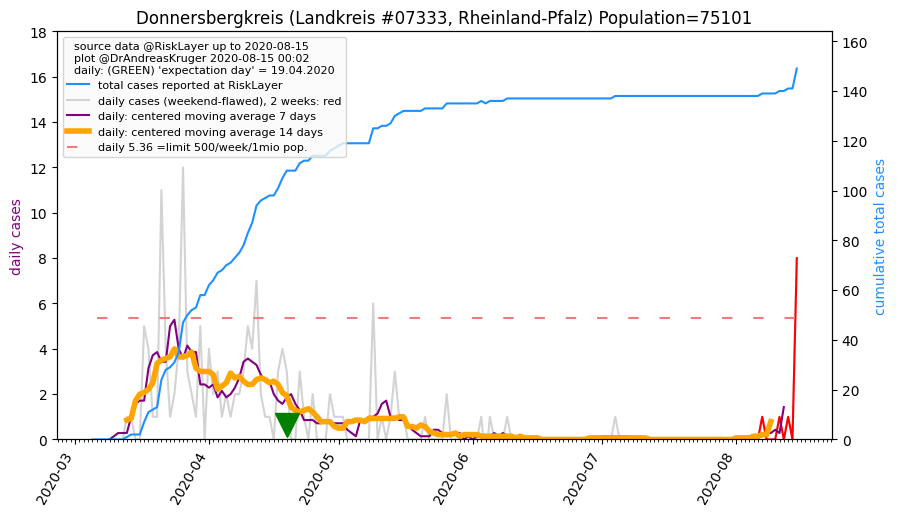 Donnersbergkreis (Landkreis #07333, Rheinland-Pfalz) Population=75101
source data @RiskLayer up to 2020-08-15
plot @DrAndreasKruger 2020-08-15 00:02
daily: (GREEN) 'expectation day' = 19.04.2020
total cases reported at RiskLayer
daily cases (weekend-flawed), 2 weeks: red
daily: centered moving average 7 days
daily: centered moving average 14 days
daily 5.36 =limit 500/week/1mio pop.
daily cases
18
16
14
12
10
8
6
4
2
0
cumulative total cases
160
140
120
100
80
60
40
20
0
2020-03
2020-04
2020-05
2020-06
2020-07
2020-08